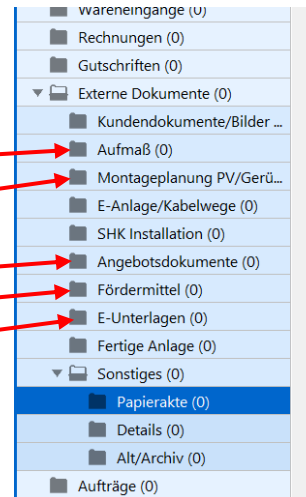 Wareneingänge (0)
Rechnungen (0)
Gutschriften (0)
Externe Dokumente (0)
Kundendokumente/Bilder ...
Aufmaß (0)
Montageplanung PV/Gerü...
E-Anlage/Kabelwege (0)
SHK Installation (0)
Angebotsdokumente (0)
Fördermittel (0)
E-Unterlagen (0)
Fertige Anlage (0)
Sonstiges (0)
Papierakte (0)
Details (0)
Alt/Archiv (0)
Aufträge (0)